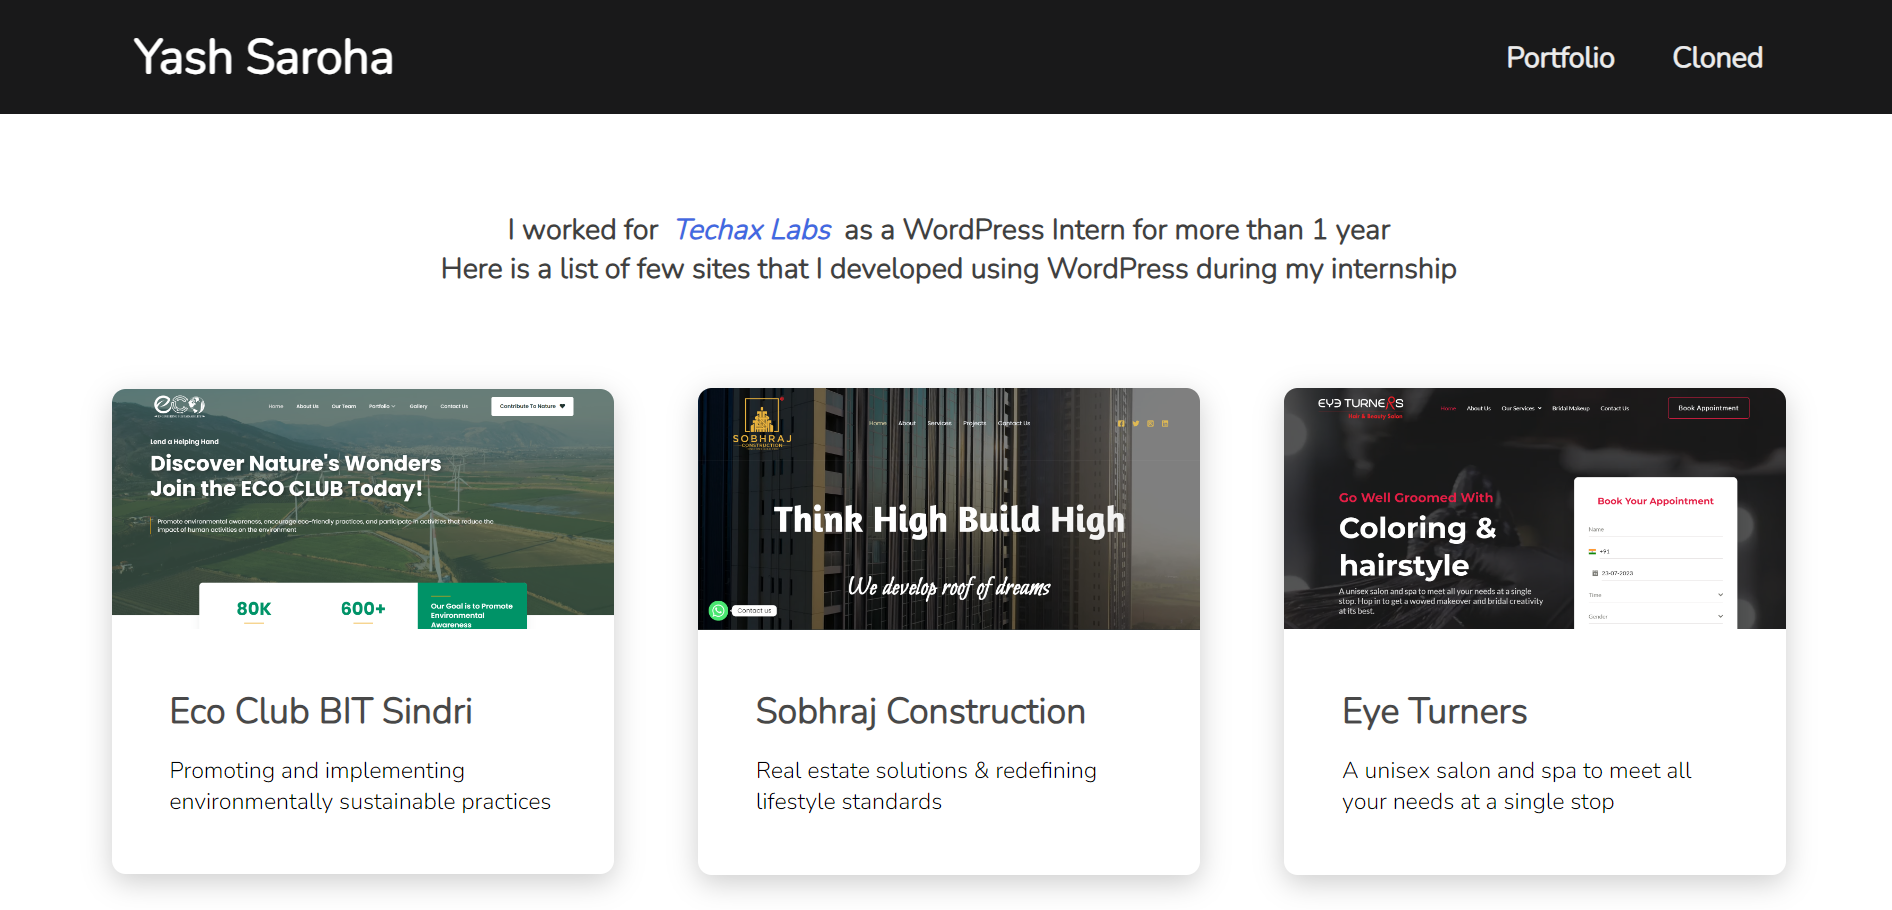 Yash Saroha
Portfolio Cloned
I worked for Techax Labs as a WordPress Intern for more than 1 year
Here is a list of few sites that I developed using WordPress during my internship
eco
Home About Us Our Team Portfolio Gallery Contact Us Contribute To Nature
Lend a Helping Hand
Discover Nature's Wonders
Join the ECO CLUB Today!
Promote environmental awareness, encourage eco-friendly practices, and participate in activities that reduce the
impact of human activities on the environment
80K 600+ Our Goal is to Promote
Environmental
Awareness
Eco Club BIT Sindri
Promoting and implementing
environmentally sustainable practices
SOBHRAJ
CONSTRUCTION
Home About Services Projects Contact Us
Think High Build High
We develop roof of dreams
Contact us
Sobhraj Construction
Real estate solutions & redefining
lifestyle standards
EYE TURNERS
Hair & Beauty Salon
Home About Us Our Services Bridal Makeup Contact Us Book Appointment
Go Well Groomed With
Coloring &
hairstyle
A unisex salon and spa to meet all your needs at a single
stop. Hop in to get a wowed makeover and bridal creativity
at its best.
Book Your Appointment
Name
+91
23-07-2023
Time
Gender
Eye Turners
A unisex salon and spa to meet all
your needs at a single stop